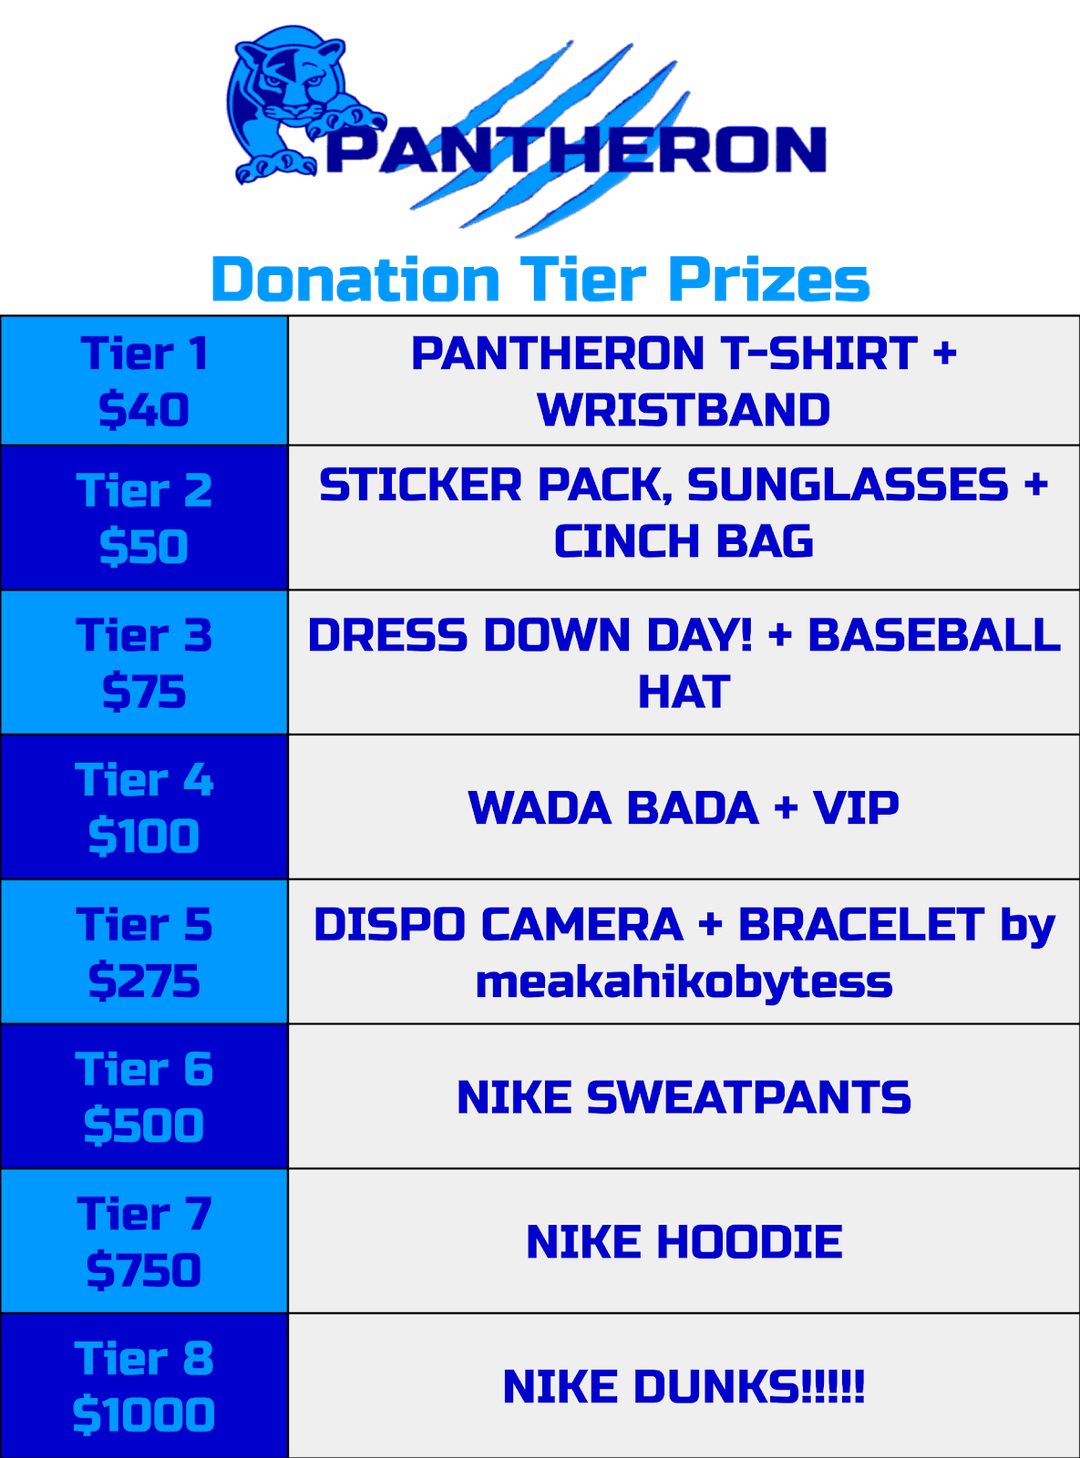 PANTHERON
Donation Tier Prizes
Tier 1
$40
PANTHERON T-SHIRT +
WRISTBAND
Tier 2
$50
STICKER PACK, SUNGLASSES +
CINCH BAG
Tier 3
$75
DRESS DOWN DAY! + BASEBALL
HAT
Tier 4
$100
WADA BADA + VIP
Tier 5
$275
DISPO CAMERA + BRACELET by
meakahikobytess
Tier 6
$500
NIKE SWEATPANTS
Tier 7
$750
NIKE HOODIE
Tier 8
$1000
NIKE DUNKS!!!!!